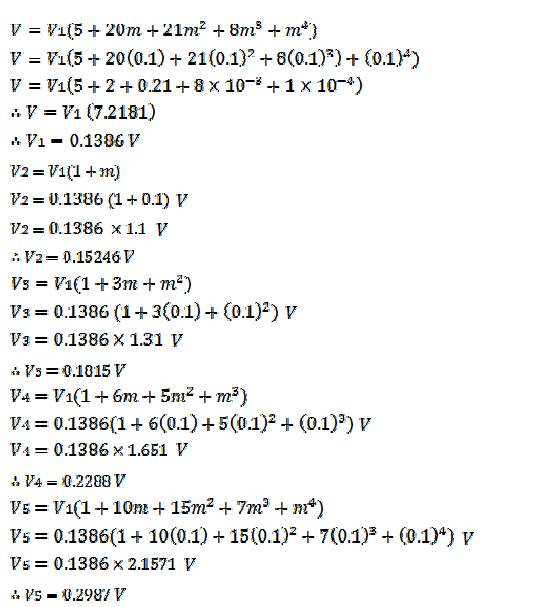 V = V₁(5 + 20m + 21m² + 8m³ + m⁴)
V = V₁(5 + 20(0.1) + 21(0.1)² + 8(0.1)³) + (0.1)⁴)
V = V₁(5 + 2 + 0.21 + 8 × 10⁻³ + 1 × 10⁻⁴)
∴ V = V₁ (7.2181)
∴ V₁ = 0.1386 V
V₂ = V₁(1 + m)
V₂ = 0.1386 (1 + 0.1) V
V₂ = 0.1386 × 1.1 V
∴ V₂ = 0.15246 V
V₃ = V₁(1 + 3m + m²)
V₃ = 0.1386 (1 + 3(0.1) + (0.1)²) V
V₃ = 0.1386 × 1.31 V
∴ V₃ = 0.1815 V
V₄ = V₁(1 + 6m + 5m² + m³)
V₄ = 0.1386(1 + 6(0.1) + 5(0.1)² + (0.1)³) V
V₄ = 0.1386 × 1.651 V
∴ V₄ = 0.2288 V
V₅ = V₁(1 + 10m + 15m² + 7m³ + m⁴)
V₅ = 0.1386(1 + 10(0.1) + 15(0.1)² + 7(0.1)³ + (0.1)⁴) V
V₅ = 0.1386 × 2.1571 V
∴ V₅ = 0.2987 V